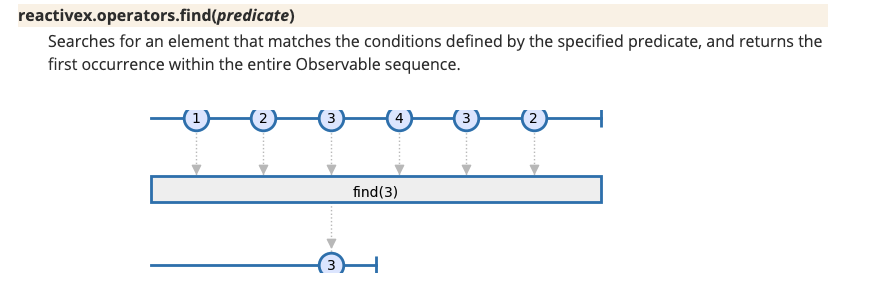 reactivex.operators.find(predicate)
Searches for an element that matches the conditions defined by the specified predicate, and returns the
first occurrence within the entire Observable sequence.
1 2 3 4 3 2
find(3)
3